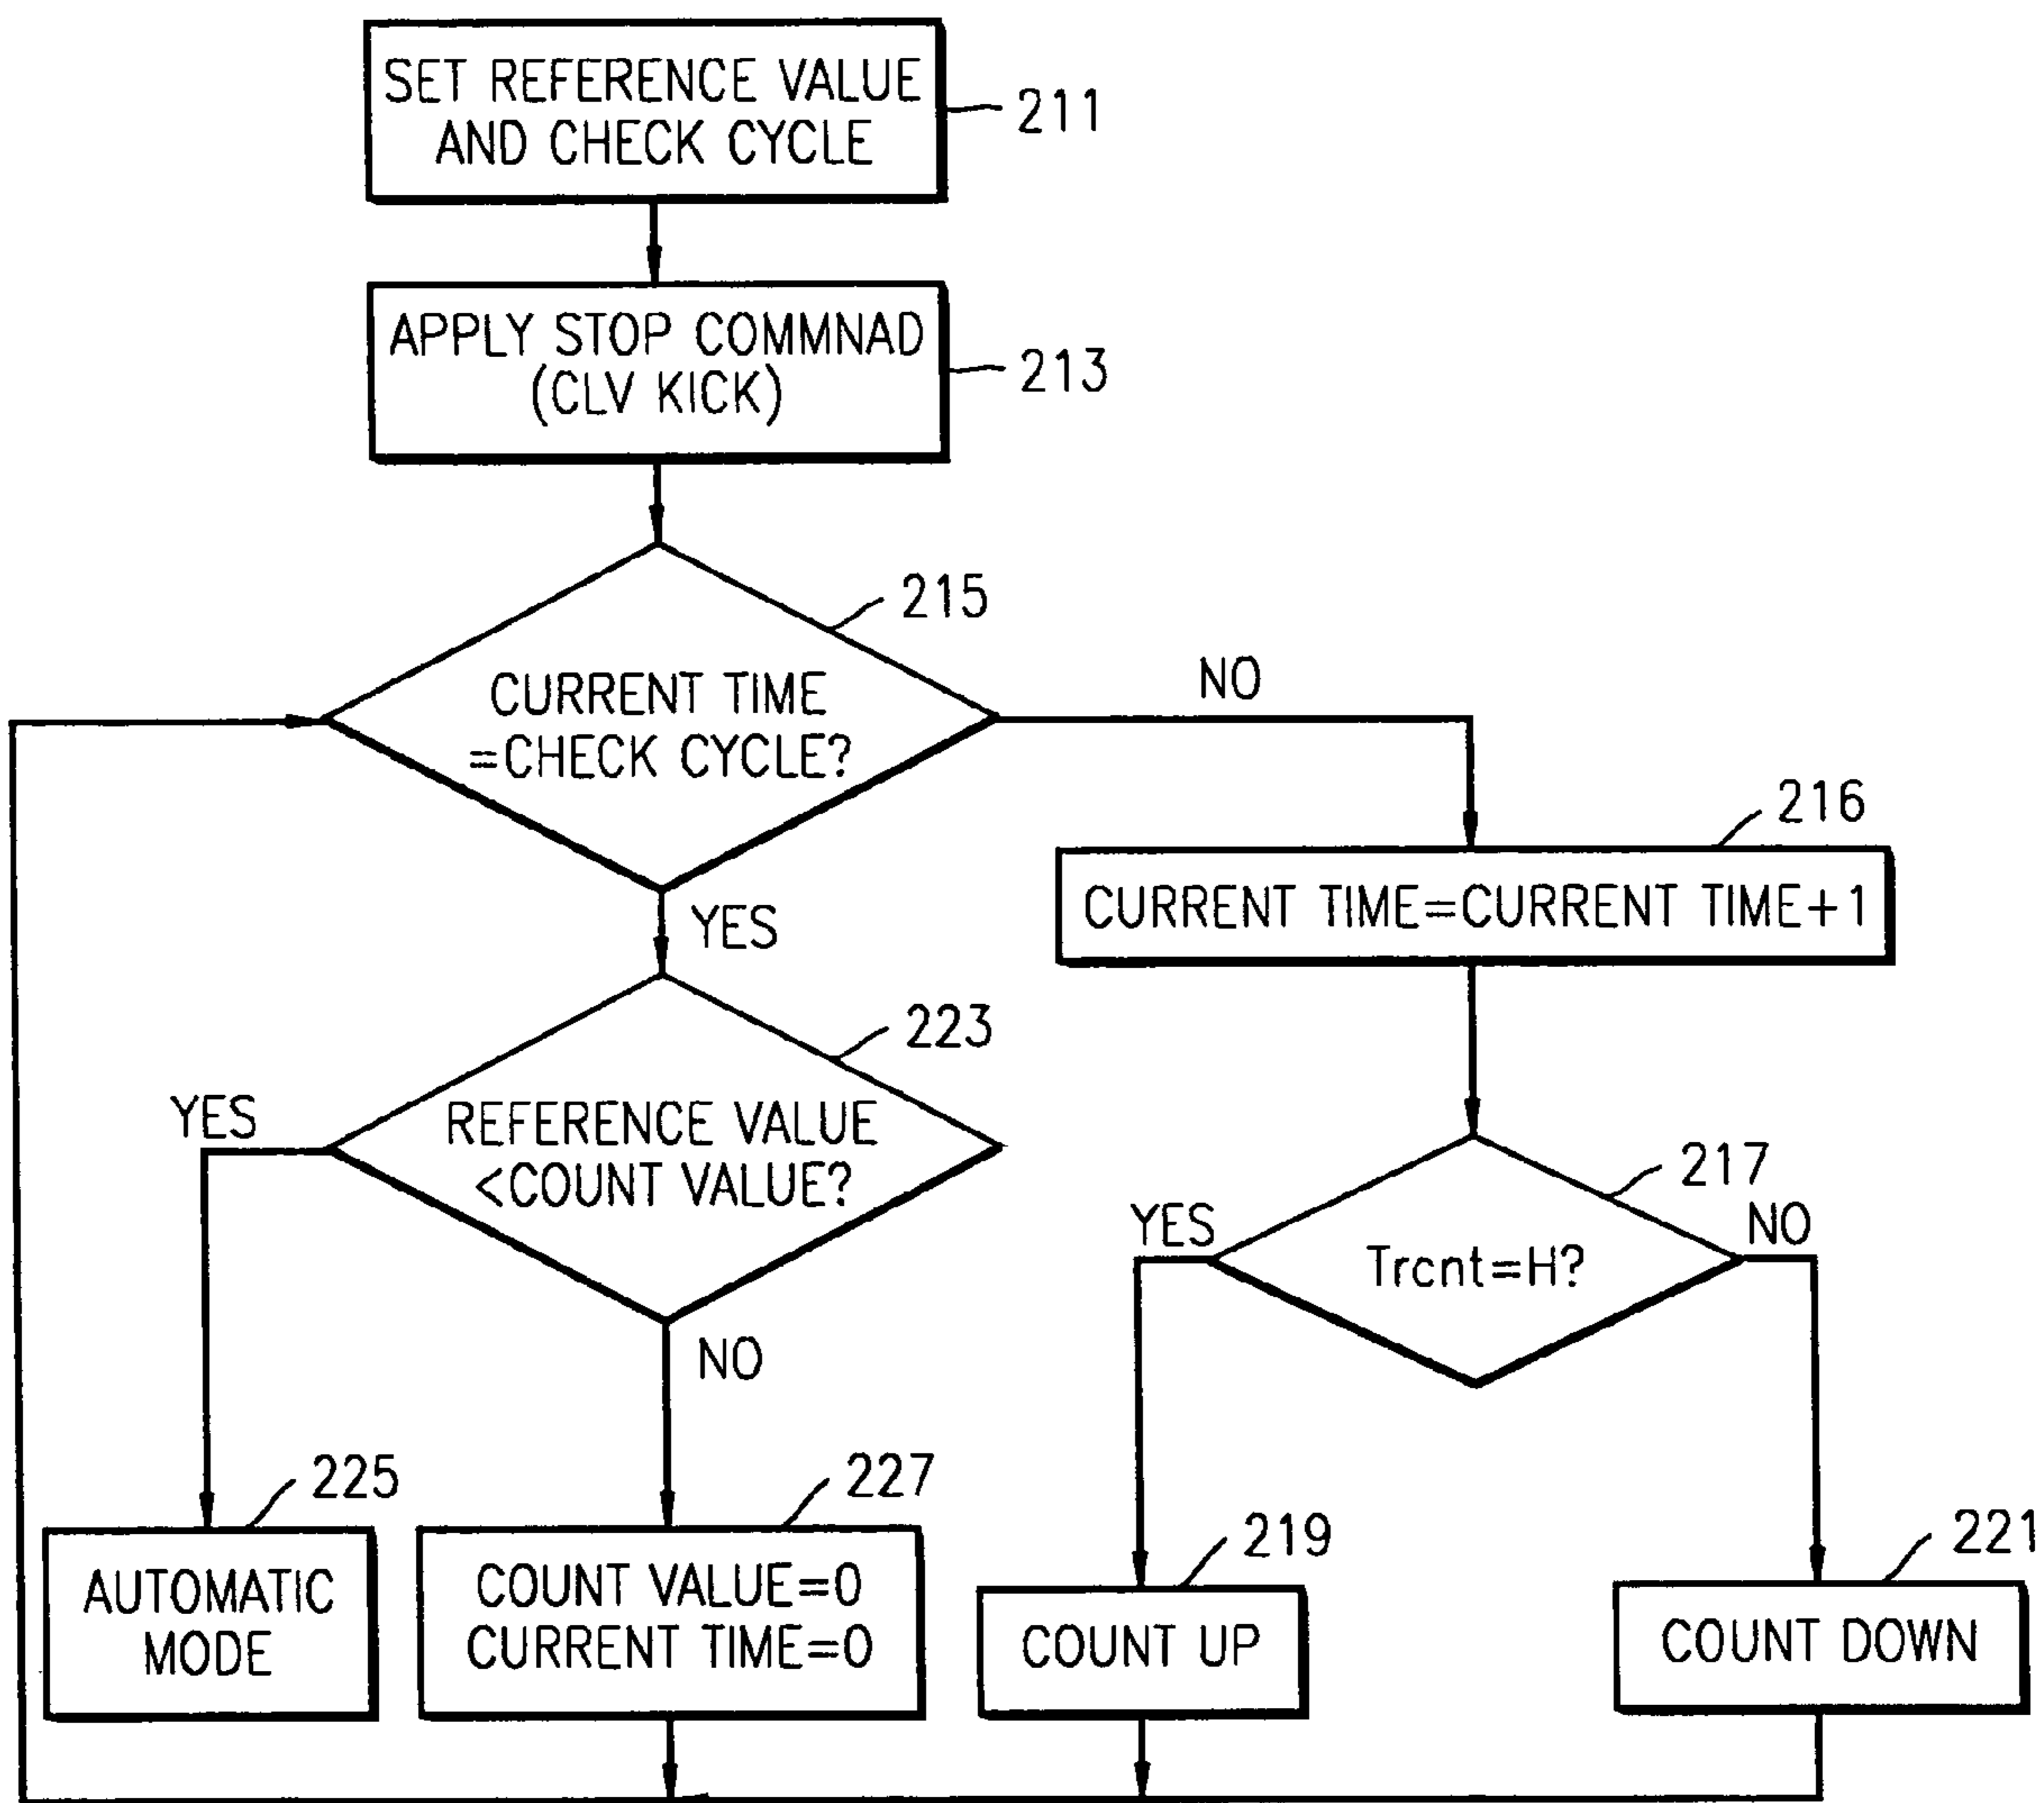 SET REFERENCE VALUE
AND CHECK CYCLE
211
APPLY STOP COMMNAD
(CLV KICK)
213
215
CURRENT TIME
=CHECK CYCLE?
NO
216
CURRENT TIME=CURRENT TIME+1
YES
223
REFERENCE VALUE
<COUNT VALUE?
YES
217
YES
NO
Trcnt=H?
NO
225
AUTOMATIC
MODE
227
COUNT VALUE=0
CURRENT TIME=0
219
COUNT UP
221
COUNT DOWN